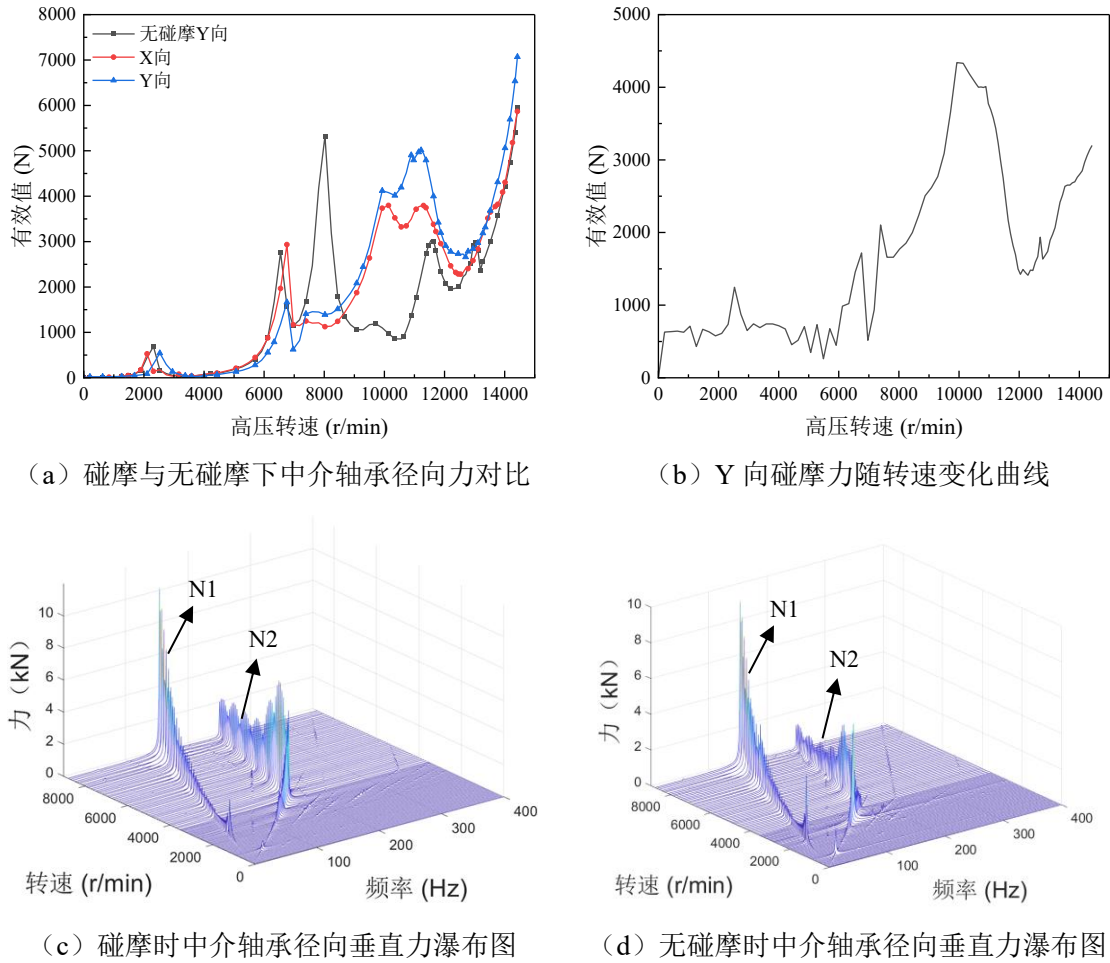 8000
7000
6000
5000
4000
3000
2000
1000
0
有效值 (N)
无碰摩Y向
X向
Y向
0 2000 4000 6000 8000 10000 12000 14000
高压转速 (r/min)
(a)碰摩与无碰摩下中介轴承径向力对比
5000
4000
3000
2000
1000
0
有效值 (N)
0 2000 4000 6000 8000 10000 12000 14000
高压转速 (r/min)
(b)Y 向碰摩力随转速变化曲线
N1
N2
10
8
6
4
2
0
力(kN)
8000
6000
4000
2000
0
转速 (r/min)
100
200
300
400
频率 (Hz)
(c)碰摩时中介轴承径向垂直力瀑布图
N1
N2
10
8
6
4
2
0
力(kN)
8000
6000
4000
2000
0
转速 (r/min)
100
200
300
400
频率 (Hz)
(d)无碰摩时中介轴承径向垂直力瀑布图